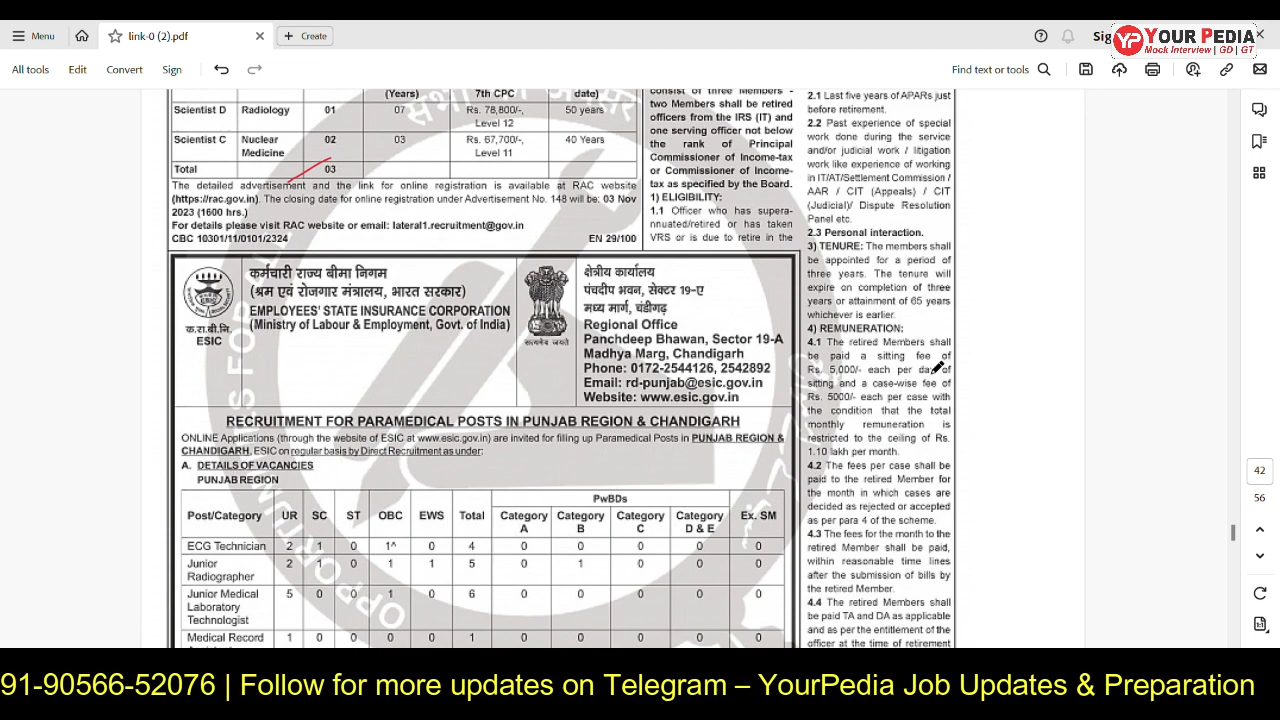 Menu
link-0 (2).pdf
Create
Sig
YP YOUR PEDIA
Mock Interview | GD | GT
All tools Edit Convert Sign
Find text or tools
(Years) 7th CPC date)
Scientist D Radiology 01 07 Rs. 78,800/-, Level 12 50 years
Scientist C Nuclear Medicine 02 03 Rs. 67,700/-, Level 11 40 Years
Total 03
The detailed advertisement and the link for online registration is available at RAC website
(https://rac.gov.in). The closing date for online registration under Advertisement No. 148 will be: 03 Nov
2023 (1600 hrs.)
For details please visit RAC website or email: lateral1.recruitment@gov.in
CBC 10301/11/0101/2324 EN 29/100
consist of three Members -
two Members shall be retired
officers from the IRS (IT) and
one serving officer not below
the rank of Principal
Commissioner of Income-tax
or Commissioner of Income-
tax as specified by the Board.
1) ELIGIBILITY:
1.1 Officer who has supera-
nnuated/retired or has taken
VRS or is due to retire in the
2.1 Last five years of APARs just
before retirement.
2.2 Past experience of special
work done during the service
and/or judicial work / litigation
work like experience of working
in IT/AT/Settlement Commission /
AAR / CIT (Appeals) / CIT
(Judicial)/ Dispute Resolution
Panel etc.
2.3 Personal interaction.
3) TENURE: The members shall
be appointed for a period of
three years. The tenure will
expire on completion of three
years or attainment of 65 years
whichever is earlier.
4) REMUNERATION:
4.1 The retired Members shall
be paid a sitting fee of
Rs. 5,000/- each per day of
sitting and a case-wise fee of
Rs. 5000/- each per case with
the condition that the total
monthly remuneration is
restricted to the ceiling of Rs.
1.10 lakh per month.
4.2 The fees per case shall be
paid to the retired Member for
the month in which cases are
decided as rejected or accepted
as per para 4 of the scheme.
4.3 The fees for the month to the
retired Member shall be paid,
within reasonable time lines
after the submission of bills by
the retired Member.
4.4 The retired Members shall
be paid TA and DA as applicable
and as per the entitlement of the
officer at the time of retirement
क.रा.बी.नि.
ESIC
कर्मचारी राज्य बीमा निगम
(श्रम एवं रोजगार मंत्रालय, भारत सरकार)
EMPLOYEES' STATE INSURANCE CORPORATION
(Ministry of Labour & Employment, Govt. of India)
सत्यमेव जयते
क्षेत्रीय कार्यालय
पंचदीप भवन, सेक्टर 19-ए
मध्य मार्ग, चंडीगढ़
Regional Office
Panchdeep Bhawan, Sector 19-A
Madhya Marg, Chandigarh
Phone: 0172-2544126, 2542892
Email: rd-punjab@esic.gov.in
Website: www.esic.gov.in
RECRUITMENT FOR PARAMEDICAL POSTS IN PUNJAB REGION & CHANDIGARH
ONLINE Applications (through the website of ESIC at www.esic.gov.in) are invited for filling up Paramedical Posts in PUNJAB REGION &
CHANDIGARH, ESIC on regular basis by Direct Recruitment as under:
A. DETAILS OF VACANCIES
PUNJAB REGION
PwBDs
Post/Category UR SC ST OBC EWS Total Category A Category B Category C Category D & E Ex. SM
ECG Technician 2 1 0 1^ 0 4 0 0 0 0 0
Junior Radiographer 2 1 0 1 1 5 0 1 0 0 0
Junior Medical Laboratory Technologist 5 0 0 1 0 6 0 0 0 0 0
Medical Record 1 0 0 0 0 1 0 0 0 0 0
42
56
91-90566-52076 | Follow for more updates on Telegram – YourPedia Job Updates & Preparation